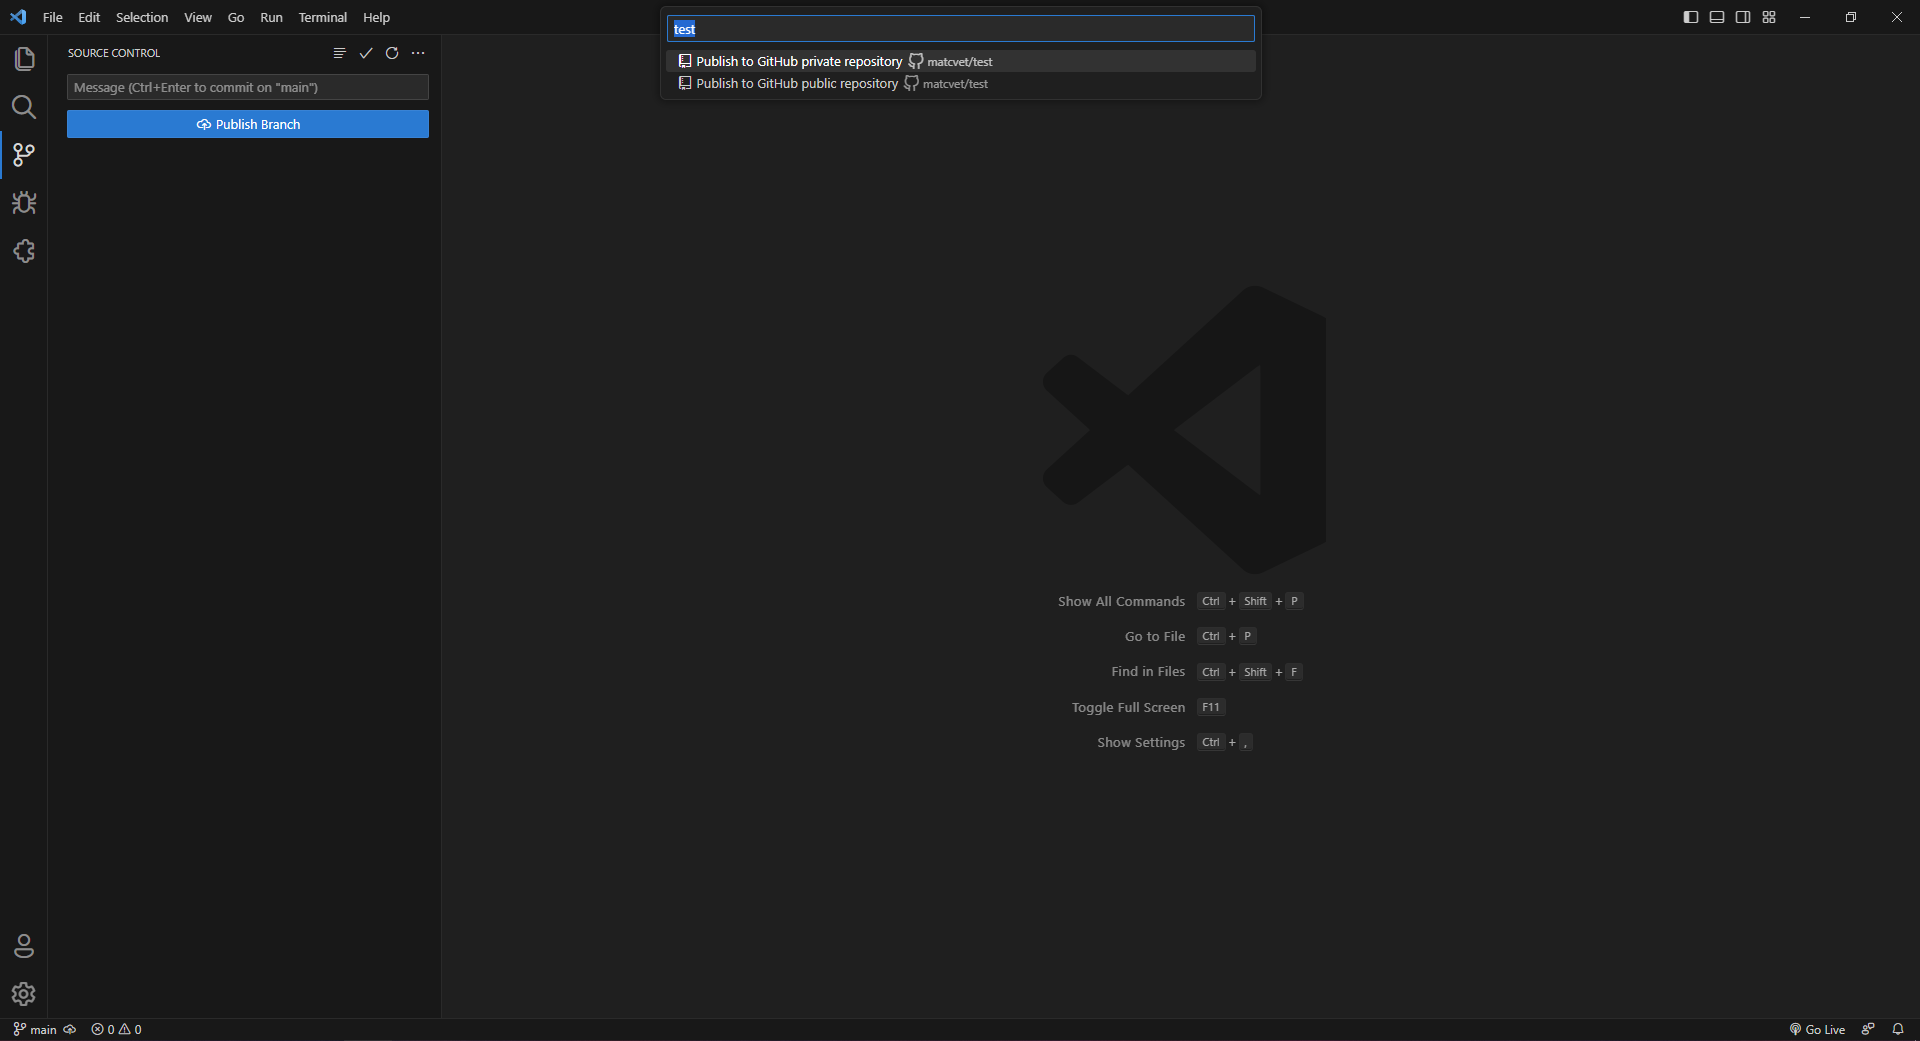 File Edit Selection View Go Run Terminal Help
test
Publish to GitHub private repository matcvet/test
Publish to GitHub public repository matcvet/test
SOURCE CONTROL
Message (Ctrl+Enter to commit on "main")
Publish Branch
Show All Commands Ctrl + Shift + P
Go to File Ctrl + P
Find in Files Ctrl + Shift + F
Toggle Full Screen F11
Show Settings Ctrl + ,
main 0 0
Go Live